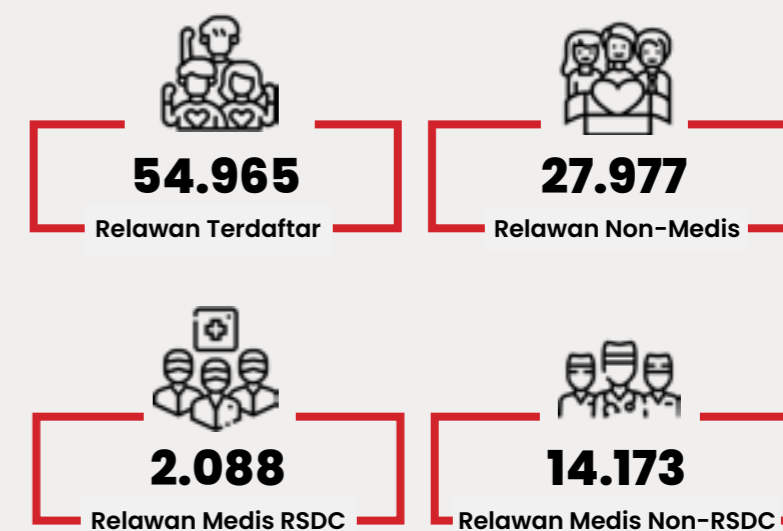 54.965
Relawan Terdaftar
27.977
Relawan Non-Medis
2.088
Relawan Medis RSDC
14.173
Relawan Medis Non-RSDC